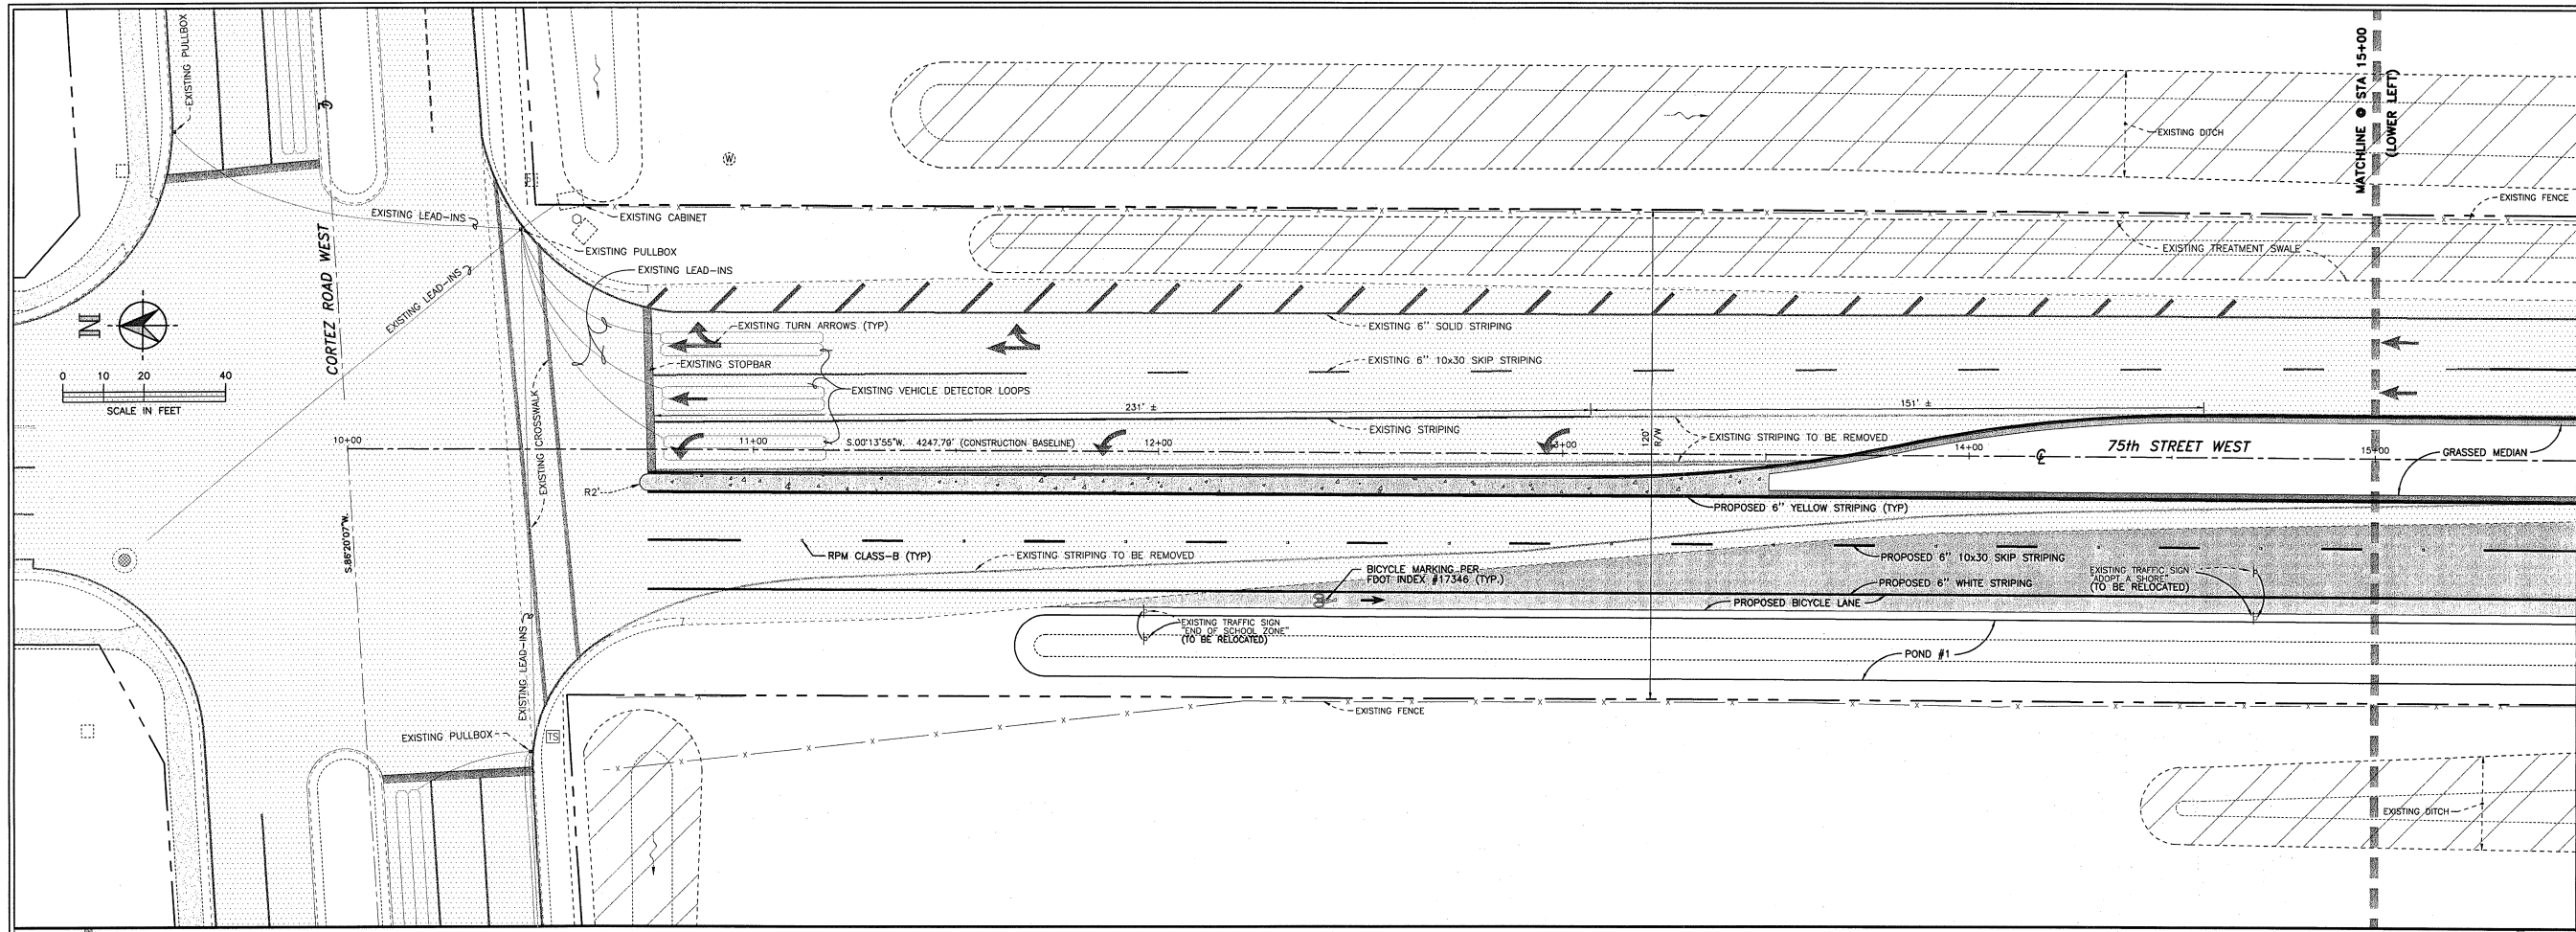 EXISTING PULLBOX
MATCHLINE @ STA 15+00
(LOWER LEFT)
W
EXISTING DITCH
EXISTING FENCE
EXISTING LEAD-INS
EXISTING CABINET
EXISTING PULLBOX
EXISTING TREATMENT SWALE
EXISTING LEAD-INS
EXISTING LEAD-INS
CORTEZ ROAD WEST
N
0 10 20 40
SCALE IN FEET
EXISTING TURN ARROWS (TYP)
EXISTING 6'' SOLID STRIPING
EXISTING STOPBAR
EXISTING 6'' 10x30 SKIP STRIPING
EXISTING VEHICLE DETECTOR LOOPS
EXISTING CROSSWALK
231' ±
151' ±
EXISTING STRIPING
10+00
11+00
S.00°13'55"W. 4247.79' (CONSTRUCTION BASELINE)
12+00
13+00
120'
R/W
EXISTING STRIPING TO BE REMOVED
14+00
75th STREET WEST
15+00
GRASSED MEDIAN
R2'
PROPOSED 6'' YELLOW STRIPING (TYP)
S.86°20'07"W.
RPM CLASS-B (TYP)
EXISTING STRIPING TO BE REMOVED
PROPOSED 6'' 10x30 SKIP STRIPING
BICYCLE MARKING PER
FDOT INDEX #17346 (TYP.)
EXISTING TRAFFIC SIGN
"ADOPT A SHORE"
(TO BE RELOCATED)
PROPOSED 6'' WHITE STRIPING
PROPOSED BICYCLE LANE
EXISTING TRAFFIC SIGN
"END OF SCHOOL ZONE"
(TO BE RELOCATED)
POND #1
EXISTING LEAD-INS
EXISTING FENCE
EXISTING PULLBOX
TS
EXISTING DITCH